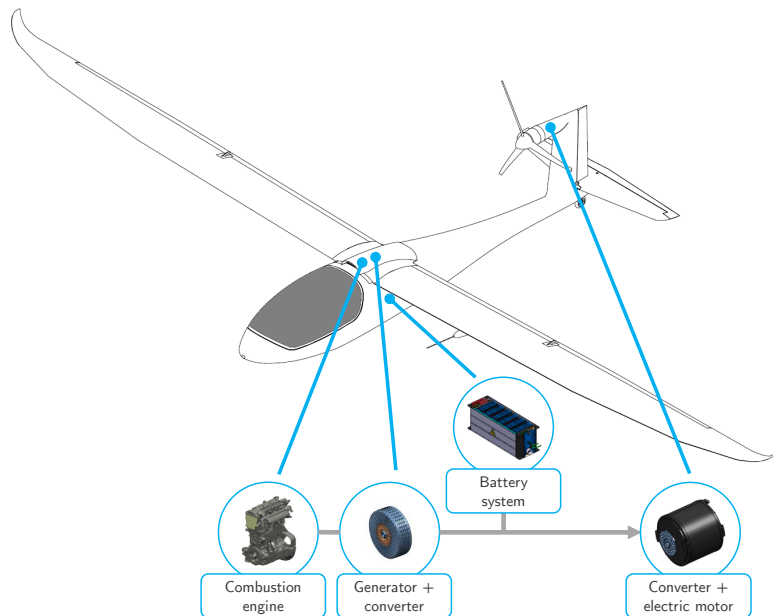 Battery
system
Combustion
engine
Generator +
converter
Converter +
electric motor